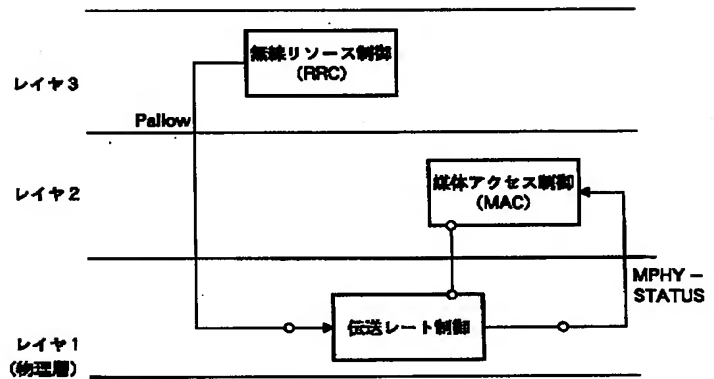 無線リソース制御
(RRC)
レイヤ3
Pallow
媒体アクセス制御
(MAC)
レイヤ2
MPHY－
STATUS
伝送レート制御
レイヤ1
(物理層)